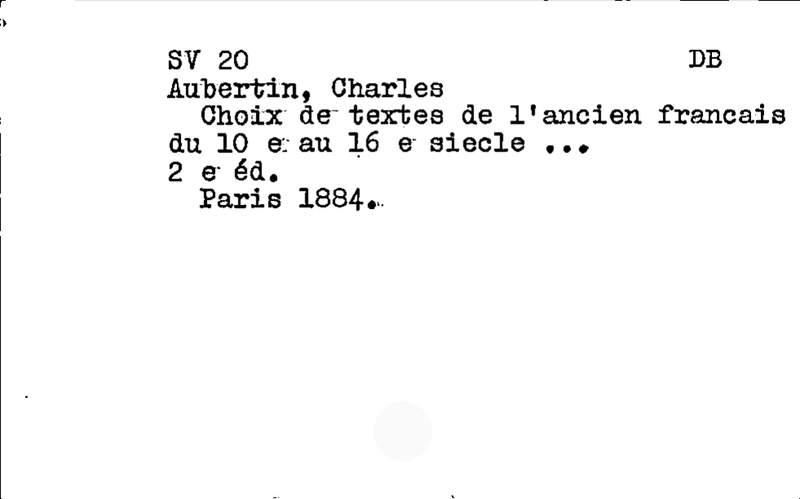 SV 20 DB
Aubertin, Charles
Choix de textes de l'ancien francais
du 10 e au 16 e siecle ...
2 e éd.
Paris 1884.